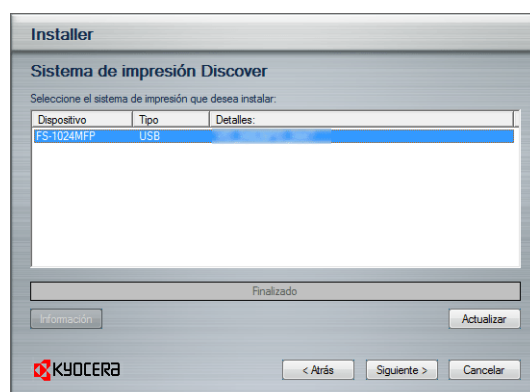 Installer
Sistema de impresión Discover
Seleccione el sistema de impresión que desea instalar:
Dispositivo Tipo Detalles:
FS-1024MFP USB
Finalizado
Información Actualizar
KYOCERA < Atrás Siguiente > Cancelar